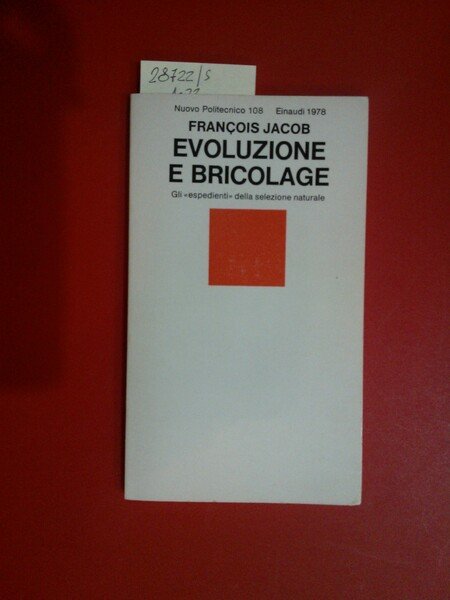 28722/s
Nuovo Politecnico 108 Einaudi 1978
FRANÇOIS JACOB
EVOLUZIONE
E BRICOLAGE
Gli «espedienti» della selezione naturale